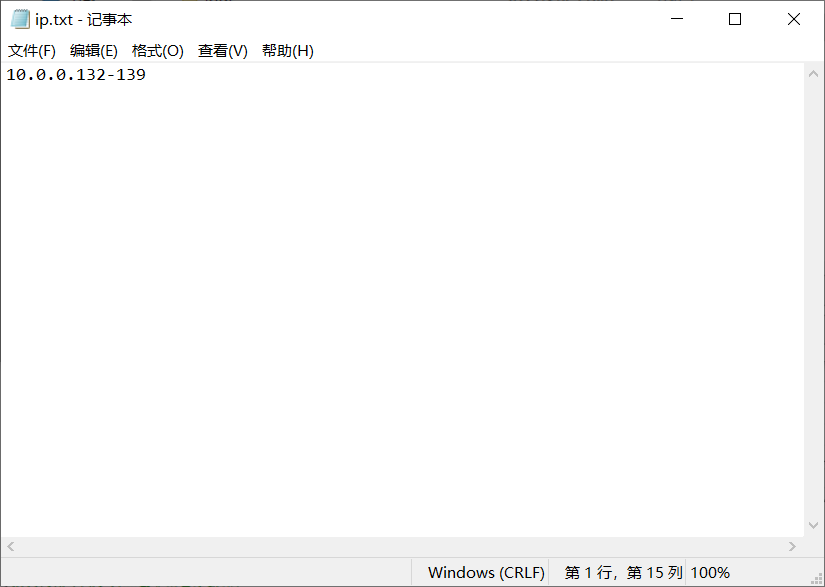 ip.txt - 记事本
文件(F) 编辑(E) 格式(O) 查看(V) 帮助(H)
10.0.0.132-139
Windows (CRLF) 第 1 行，第 15 列 100%